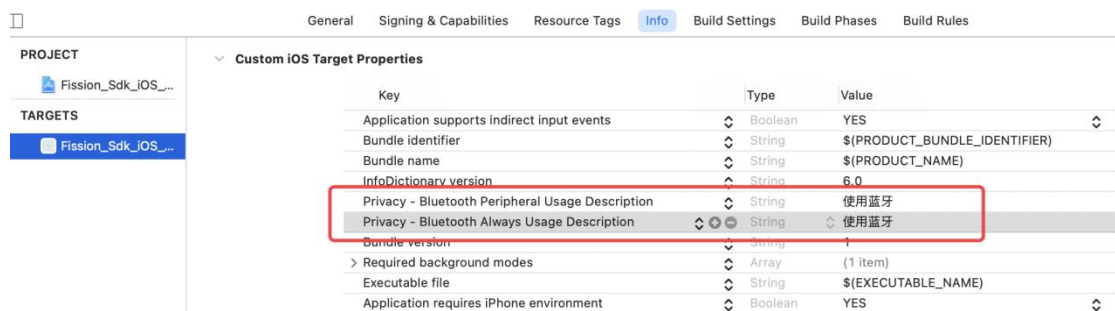 General Signing & Capabilities Resource Tags Info Build Settings Build Phases Build Rules
PROJECT
Fission_Sdk_iOS_...
TARGETS
Fission_Sdk_iOS_...
Custom iOS Target Properties
Key Type Value
Application supports indirect input events Boolean YES
Bundle identifier String $(PRODUCT_BUNDLE_IDENTIFIER)
Bundle name String $(PRODUCT_NAME)
InfoDictionary version String 6.0
Privacy - Bluetooth Peripheral Usage Description String 使用蓝牙
Privacy - Bluetooth Always Usage Description String 使用蓝牙
Bundle version String 1
Required background modes Array (1 item)
Executable file String $(EXECUTABLE_NAME)
Application requires iPhone environment Boolean YES